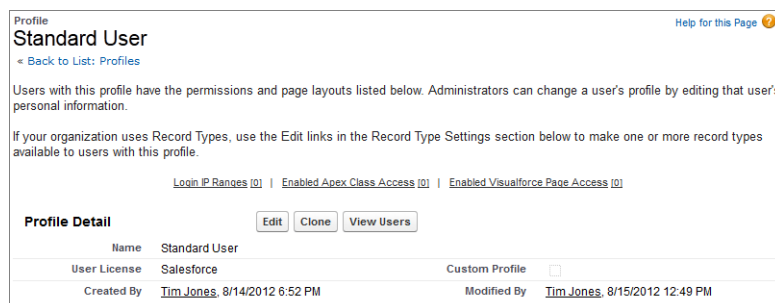 Profile
Help for this Page
Standard User
« Back to List: Profiles
Users with this profile have the permissions and page layouts listed below. Administrators can change a user's profile by editing that user's
personal information.
If your organization uses Record Types, use the Edit links in the Record Type Settings section below to make one or more record types
available to users with this profile.
Login IP Ranges [0] | Enabled Apex Class Access [0] | Enabled Visualforce Page Access [0]
Profile Detail Edit Clone View Users
Name Standard User
User License Salesforce Custom Profile
Created By Tim Jones, 8/14/2012 6:52 PM Modified By Tim Jones, 8/15/2012 12:49 PM